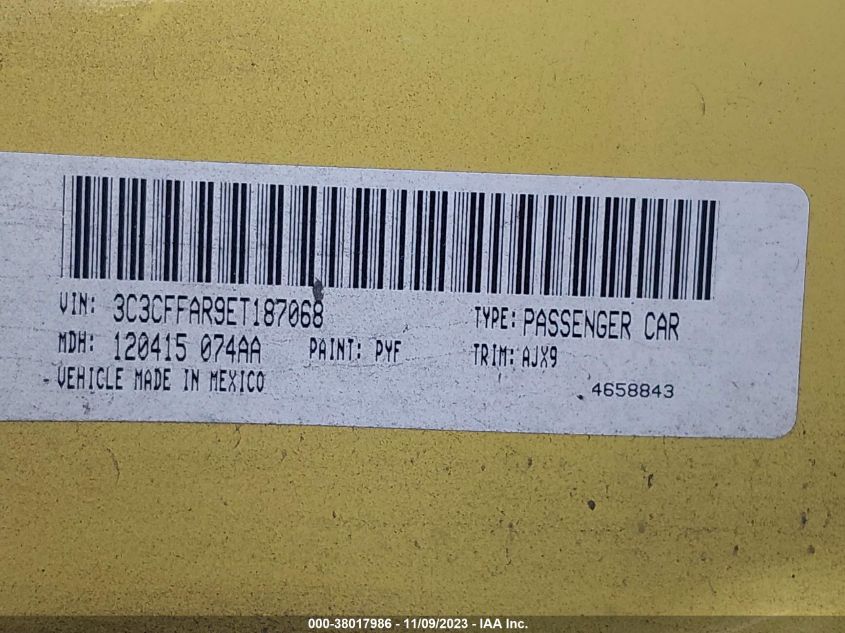 VIN: 3C3CFFAR9ET187068 TYPE: PASSENGER CAR
MDH: 120415 074AA PAINT: PYF TRIM: AJX9
VEHICLE MADE IN MEXICO 4658843
000-38017986 - 11/09/2023 - IAA Inc.